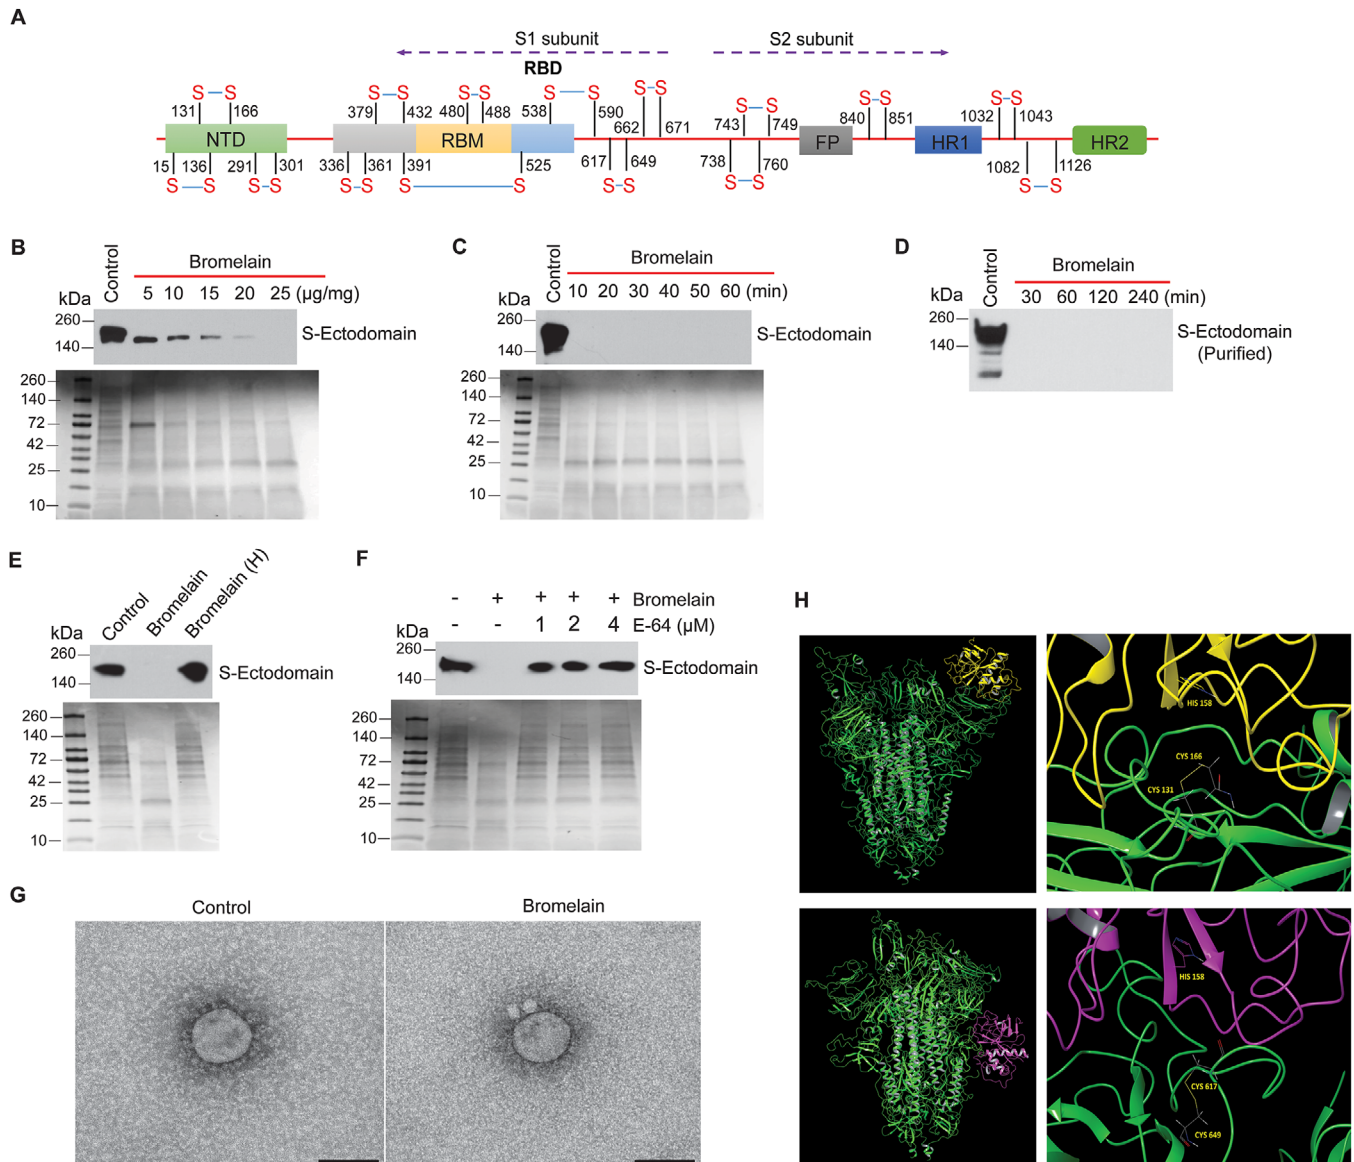 A
S1 subunit
S2 subunit
RBD
S S S S S S S S S S S S S S S S
131 166 379 432 480 488 538 590 662 671 743 749 840 851 1032 1043
NTD RBM FP HR1 HR2
15 136 291 301 336 361 391 525 617 649 738 760 1082 1126
S S S S S S S S S S S S S S
B
Bromelain
Control
kDa
5 10 15 20 25 (µg/mg)
260
140
S-Ectodomain
260
140
72
42
25
10
C
Bromelain
Control
kDa
10 20 30 40 50 60 (min)
260
140
S-Ectodomain
260
140
72
42
25
10
D
Bromelain
Control
kDa
30 60 120 240 (min)
260
140
S-Ectodomain
(Purified)
E
Control
Bromelain
Bromelain (H)
kDa
260
140
S-Ectodomain
260
140
72
42
25
10
F
- + + + + Bromelain
- - 1 2 4 E-64 (µM)
kDa
260
140
S-Ectodomain
260
140
72
42
25
10
G
Control
Bromelain
H
HIS 158
CYS 166
CYS 131
HIS 158
CYS 617
CYS 649